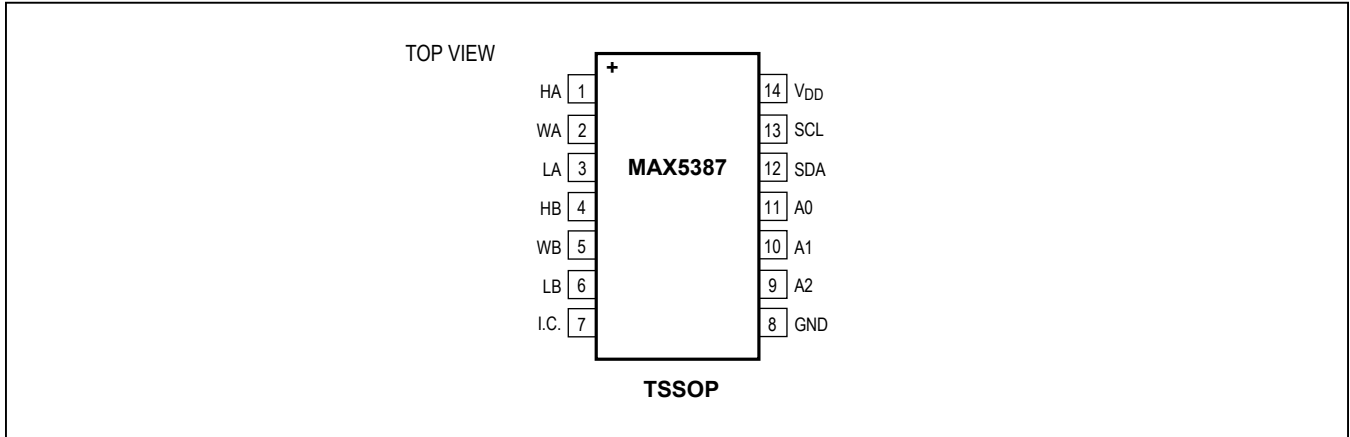 TOP VIEW
+
HA 1
14 VDD
WA 2
13 SCL
LA 3
MAX5387
12 SDA
HB 4
11 A0
WB 5
10 A1
LB 6
9 A2
I.C. 7
8 GND
TSSOP